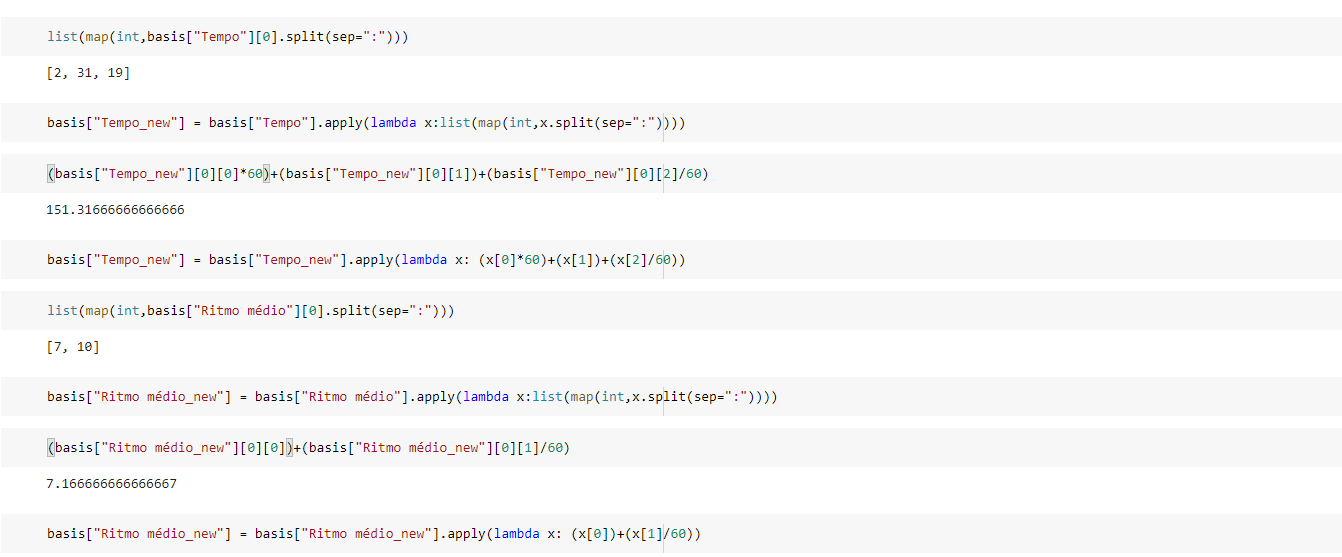 list(map(int,basis["Tempo"][0].split(sep=":")))
[2, 31, 19]
basis["Tempo_new"] = basis["Tempo"].apply(lambda x:list(map(int,x.split(sep=":"))))
(basis["Tempo_new"][0][0]*60)+(basis["Tempo_new"][0][1])+(basis["Tempo_new"][0][2]/60)
151.31666666666666
basis["Tempo_new"] = basis["Tempo_new"].apply(lambda x: (x[0]*60)+(x[1])+(x[2]/60))
list(map(int,basis["Ritmo médio"][0].split(sep=":")))
[7, 10]
basis["Ritmo médio_new"] = basis["Ritmo médio"].apply(lambda x:list(map(int,x.split(sep=":"))))
(basis["Ritmo médio_new"][0][0])+(basis["Ritmo médio_new"][0][1]/60)
7.166666666666667
basis["Ritmo médio_new"] = basis["Ritmo médio_new"].apply(lambda x: (x[0])+(x[1]/60))